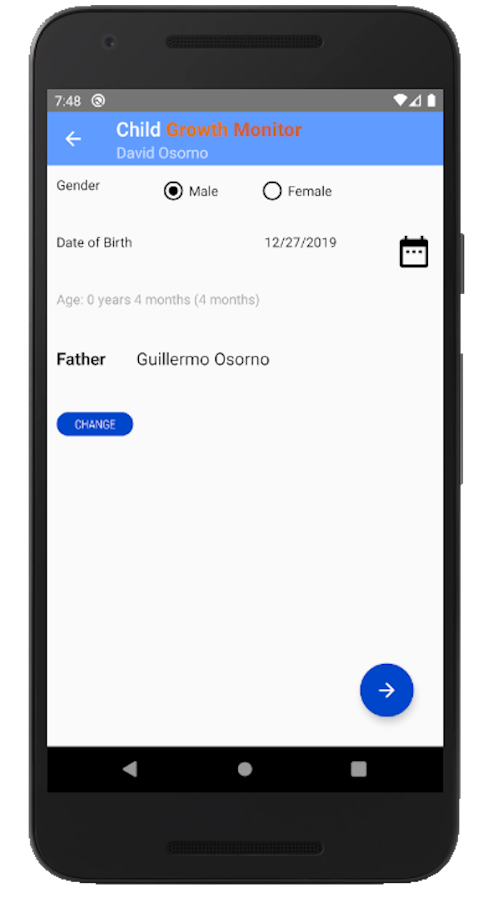 7:48
Child Growth Monitor
David Osorno
Gender Male Female
Date of Birth 12/27/2019
Age: 0 years 4 months (4 months)
Father Guillermo Osorno
CHANGE